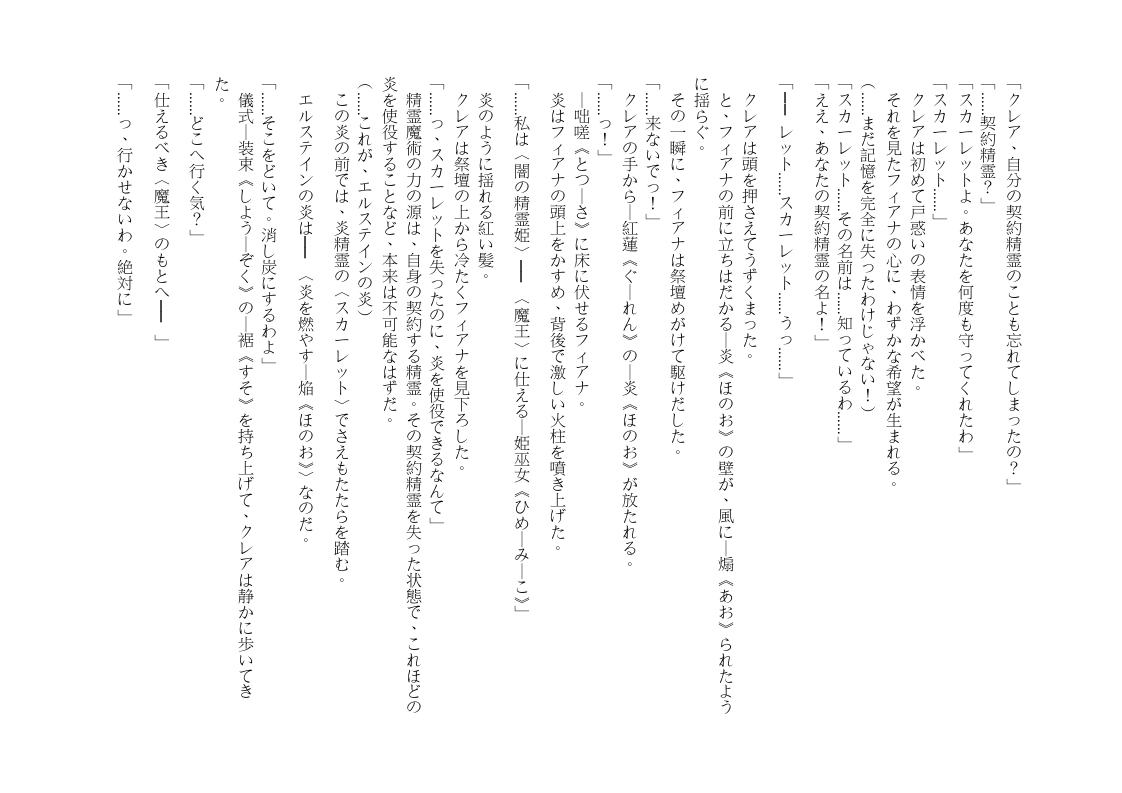 「クレア、自分の契約精霊のことも忘れてしまったの？」
「……契約精霊？」
「スカーレットよ。あなたを何度も守ってくれたわ」
「スカーレット……」
　クレアは初めて戸惑いの表情を浮かべた。
　それを見たフィアナの心に、わずかな希望が生まれる。
（……まだ記憶を完全に失ったわけじゃない！）
「スカーレット……その名前は……知っているわ……」
「ええ、あなたの契約精霊の名よ！」
「━━レット……スカーレット……うっ……」
　クレアは頭を押さえてうずくまった。
　と、フィアナの前に立ちはだかる―炎《ほのお》の壁が、風に―煽《あお》られたよう
に揺らぐ。
　その一瞬に、フィアナは祭壇めがけて駆けだした。
「……来ないでっ！」
　クレアの手から―紅蓮《ぐ―れん》の―炎《ほのお》が放たれる。
「……っ！」
　―咄嗟《とつ―さ》に床に伏せるフィアナ。
　炎はフィアナの頭上をかすめ、背後で激しい火柱を噴き上げた。
「……私は〈闇の精霊姫〉━━〈魔王〉に仕える―姫巫女《ひめ―み―こ》」
　炎のように揺れる紅い髪。
　クレアは祭壇の上から冷たくフィアナを見下ろした。
「……っ、スカーレットを失ったのに、炎を使役できるなんて」
　精霊魔術の力の源は、自身の契約する精霊。その契約精霊を失った状態で、これほどの
炎を使役することなど、本来は不可能なはずだ。
（……これが、エルステインの炎）
　この炎の前では、炎精霊の〈スカーレット〉でさえもたたらを踏む。
　エルステインの炎は━━〈炎を燃やす―焔《ほのお》〉なのだ。
「……そこをどいて。消し炭にするわよ」
　儀式―装束《しよう―ぞく》の―裾《すそ》を持ち上げて、クレアは静かに歩いてき
た。
「……どこへ行く気？」
「仕えるべき〈魔王〉のもとへ━━」
「……っ、行かせないわ。絶対に」